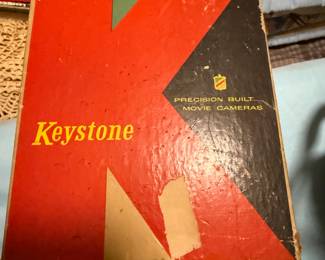 PRECISION BUILT
MOVIE CAMERAS
Keystone